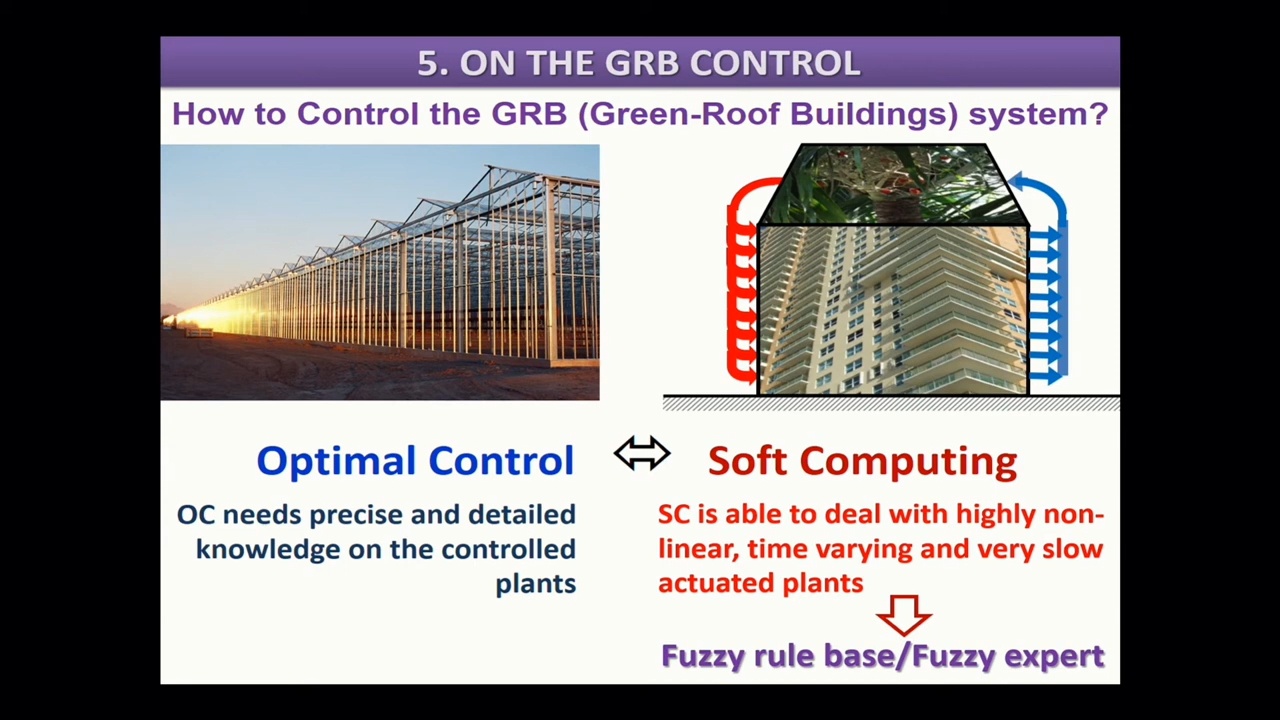 5. ON THE GRB CONTROL
How to Control the GRB (Green-Roof Buildings) system?
Optimal Control
OC needs precise and detailed
knowledge on the controlled
plants
Soft Computing
SC is able to deal with highly non-
linear, time varying and very slow
actuated plants
Fuzzy rule base/Fuzzy expert